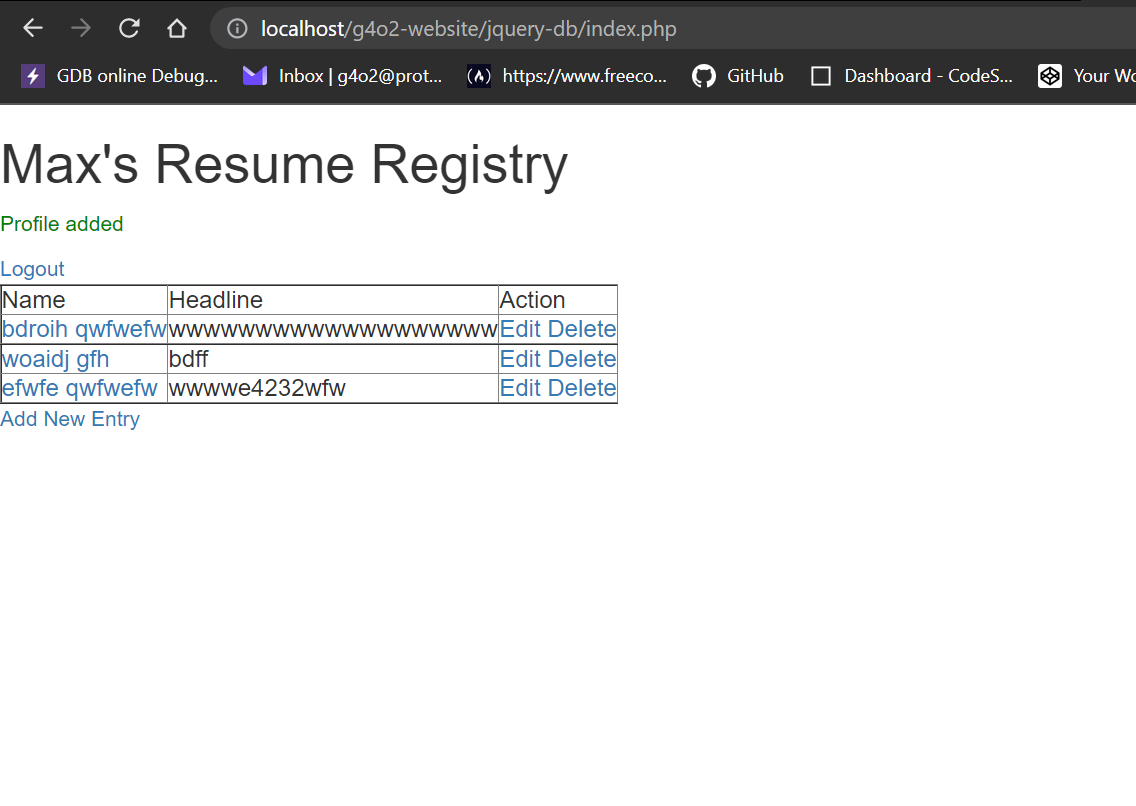 localhost/g4o2-website/jquery-db/index.php
GDB online Debug... Inbox | g4o2@prot... https://www.freeco... GitHub Dashboard - CodeS... Your Wo
Max's Resume Registry
Profile added
Logout
Name Headline Action
bdroih qwfwefw wwwwwwwwwwwwwwwwwww Edit Delete
woaidj gfh bdff Edit Delete
efwfe qwfwefw wwwwe4232wfw Edit Delete
Add New Entry